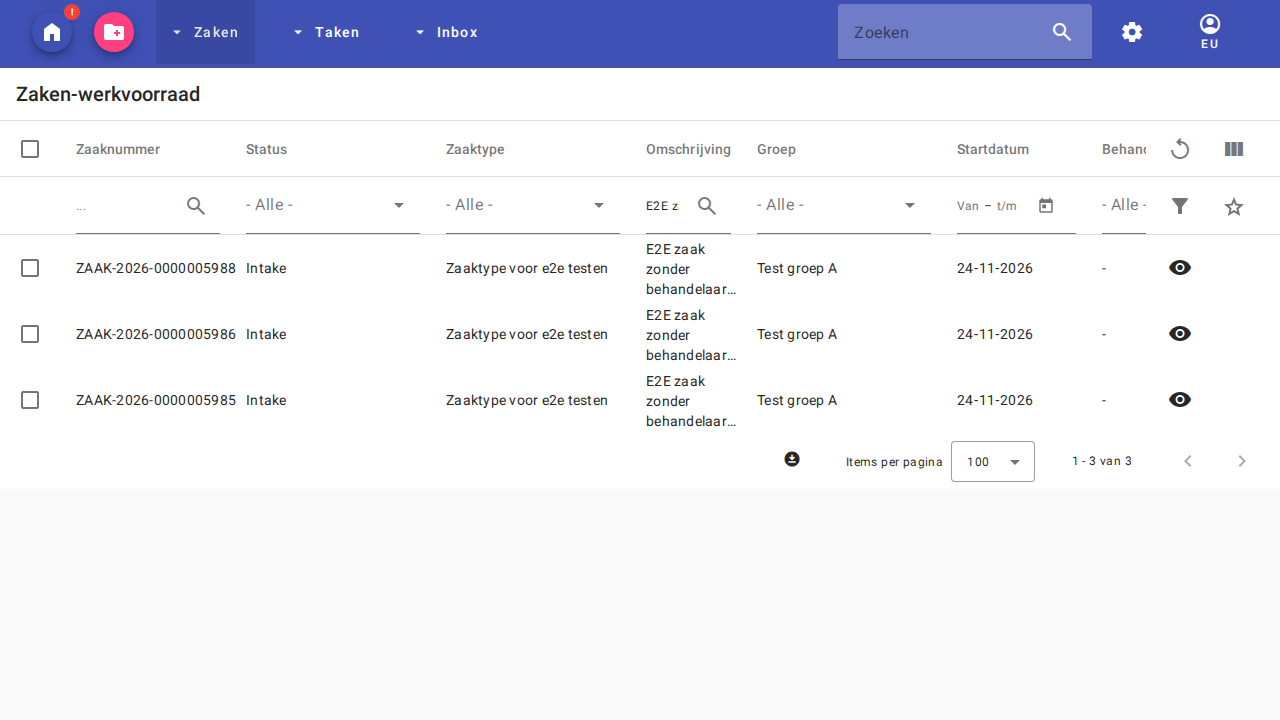 !
Zaken
Taken
Inbox
Zoeken
EU
Zaken-werkvoorraad
Zaaknummer
Status
Zaaktype
Omschrijving
Groep
Startdatum
...
- Alle -
- Alle -
E2E
- Alle -
Van – t/m
- Alle -
ZAAK-2026-0000005988
Intake
Zaaktype voor e2e testen
E2E zaak
zonder
behandelaar...
Test groep A
24-11-2026
-
ZAAK-2026-0000005986
Intake
Zaaktype voor e2e testen
E2E zaak
zonder
behandelaar...
Test groep A
24-11-2026
-
ZAAK-2026-0000005985
Intake
Zaaktype voor e2e testen
E2E zaak
zonder
behandelaar...
Test groep A
24-11-2026
-
Items per pagina
100
1 - 3 van 3